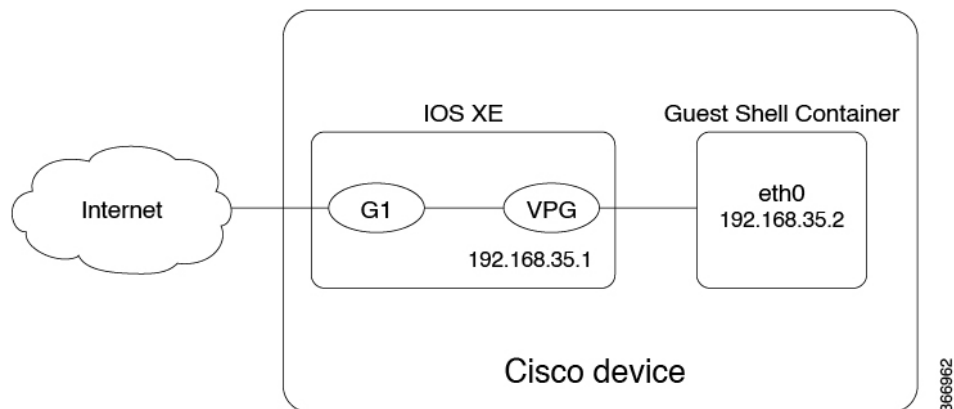 IOS XE
Guest Shell Container
Internet
G1
VPG
192.168.35.1
eth0
192.168.35.2
Cisco device
366962